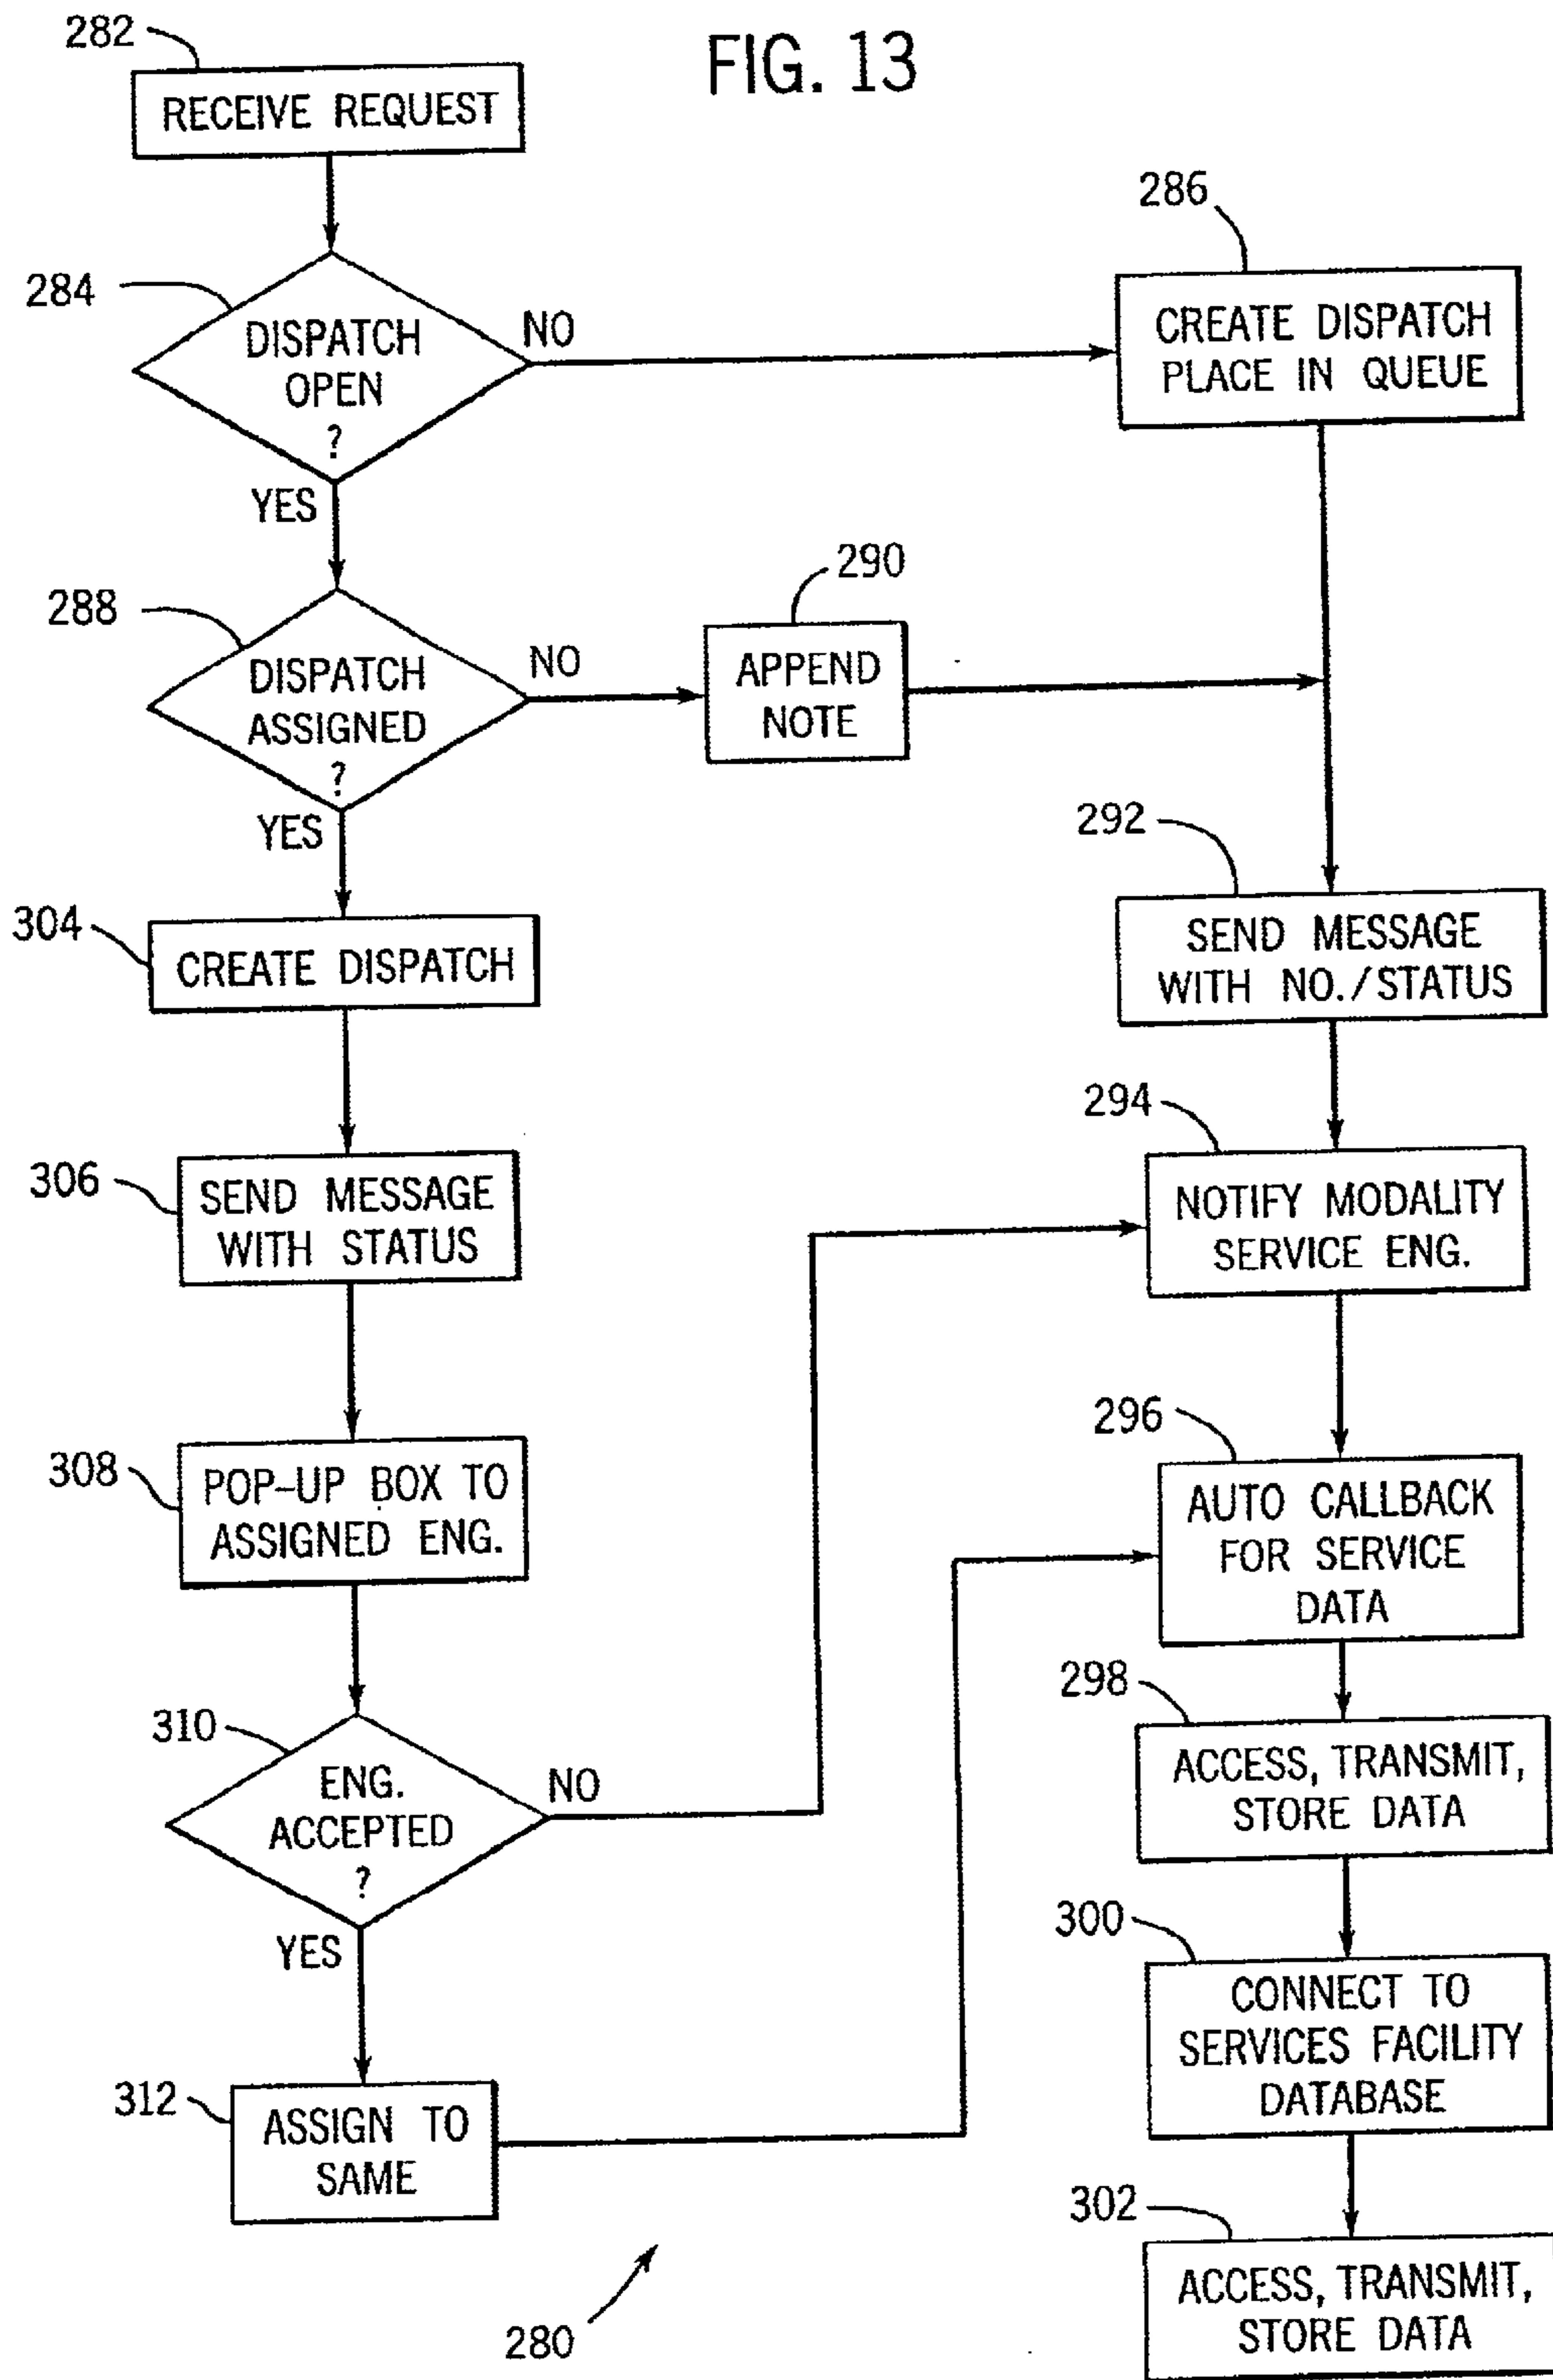 FIG. 13
282
RECEIVE REQUEST
284
DISPATCH
OPEN
?
NO
YES
286
CREATE DISPATCH
PLACE IN QUEUE
288
DISPATCH
ASSIGNED
?
NO
YES
290
APPEND
NOTE
292
SEND MESSAGE
WITH NO./STATUS
304
CREATE DISPATCH
294
NOTIFY MODALITY
SERVICE ENG.
306
SEND MESSAGE
WITH STATUS
296
AUTO CALLBACK
FOR SERVICE
DATA
308
POP-UP BOX TO
ASSIGNED ENG.
298
ACCESS, TRANSMIT,
STORE DATA
310
ENG.
ACCEPTED
?
NO
YES
300
CONNECT TO
SERVICES FACILITY
DATABASE
312
ASSIGN TO
SAME
302
ACCESS, TRANSMIT,
STORE DATA
280